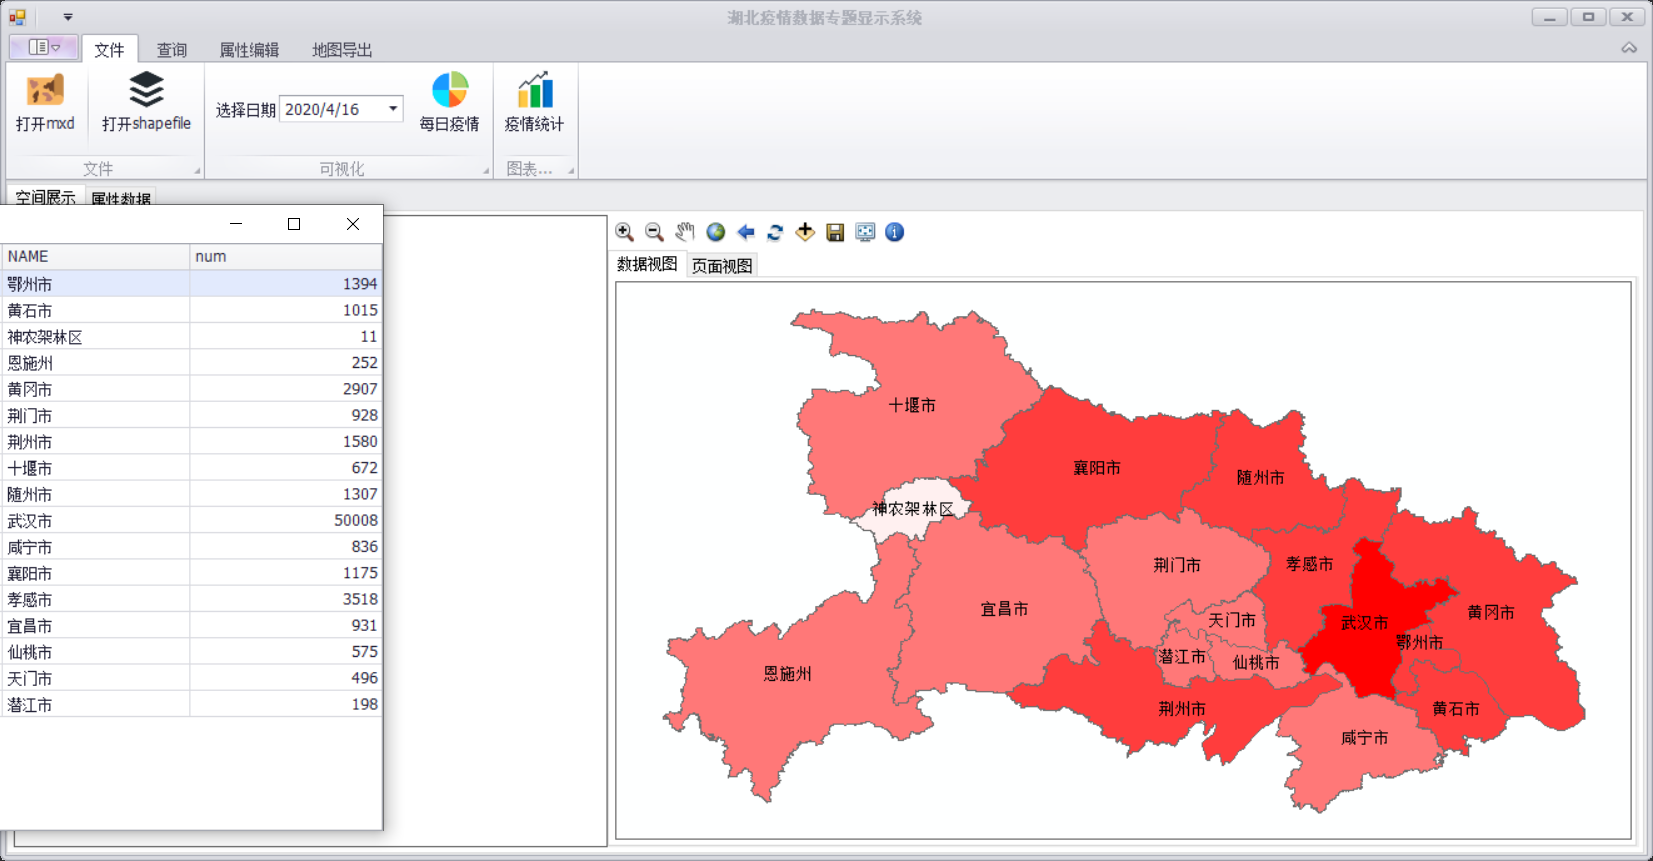 湖北疫情数据专题显示系统
文件 查询 属性编辑 地图导出
打开mxd 打开shapefile 选择日期 2020/4/16 每日疫情 疫情统计
文件 可视化 图表...
空间展示 属性数据
NAME num
鄂州市 1394
黄石市 1015
神农架林区 11
恩施州 252
黄冈市 2907
荆门市 928
荆州市 1580
十堰市 672
随州市 1307
武汉市 50008
咸宁市 836
襄阳市 1175
孝感市 3518
宜昌市 931
仙桃市 575
天门市 496
潜江市 198
数据视图 页面视图
十堰市
襄阳市
随州市
神农架林区
荆门市
孝感市
宜昌市
天门市
武汉市
黄冈市
鄂州市
潜江市
仙桃市
恩施州
荆州市
黄石市
咸宁市